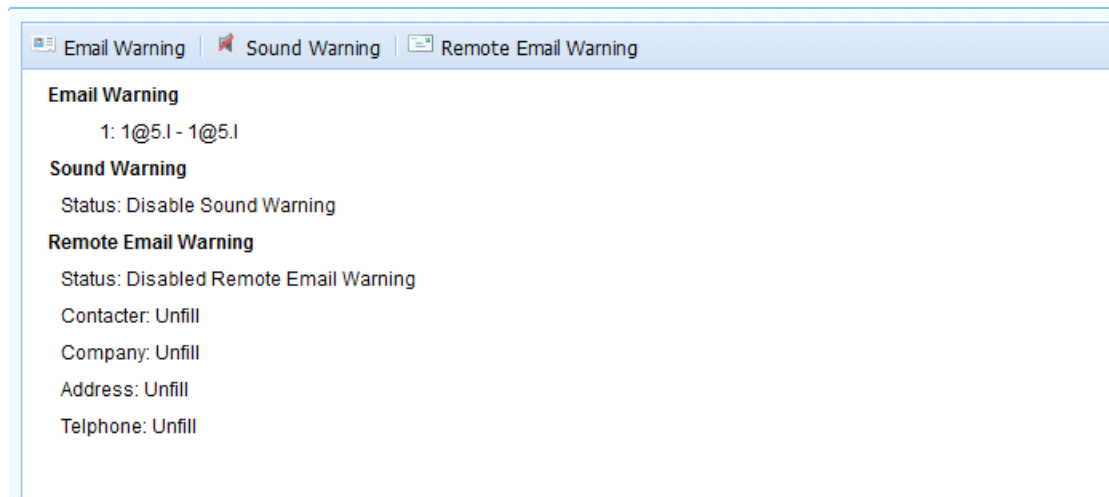 Email Warning Sound Warning Remote Email Warning
Email Warning
1: 1@5.l - 1@5.l
Sound Warning
Status: Disable Sound Warning
Remote Email Warning
Status: Disabled Remote Email Warning
Contacter: Unfill
Company: Unfill
Address: Unfill
Telphone: Unfill